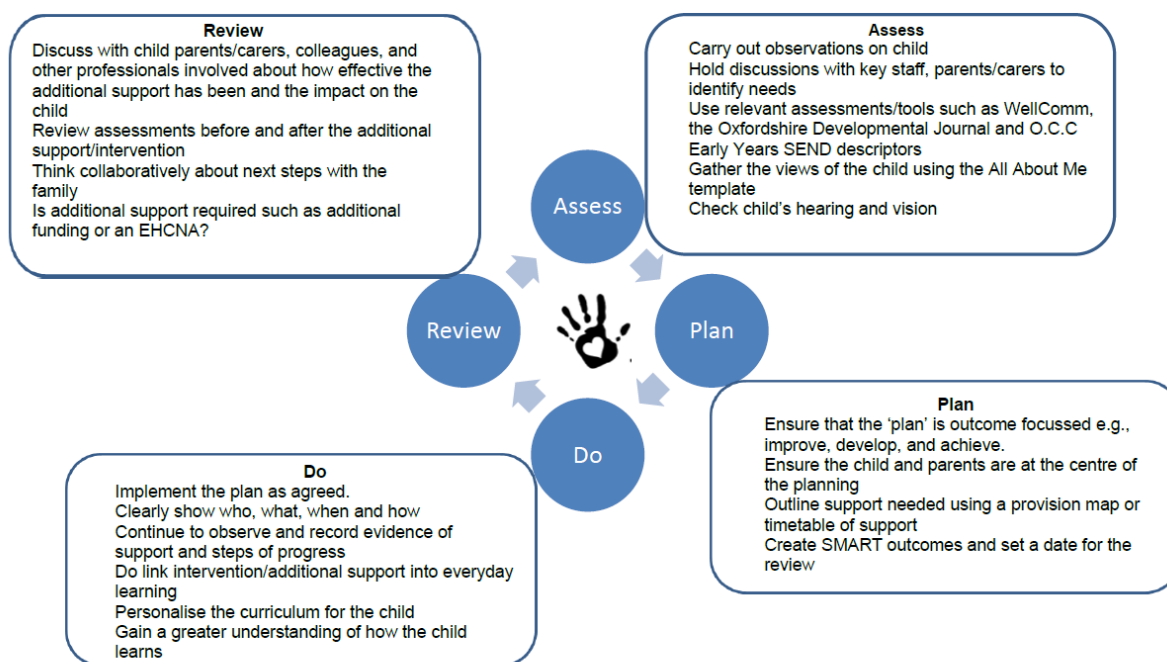 Review
Discuss with child parents/carers, colleagues, and
other professionals involved about how effective the
additional support has been and the impact on the
child
Review assessments before and after the additional
support/intervention
Think collaboratively about next steps with the
family
Is additional support required such as additional
funding or an EHCNA?
Assess
Carry out observations on child
Hold discussions with key staff, parents/carers to
identify needs
Use relevant assessments/tools such as WellComm,
the Oxfordshire Developmental Journal and O.C.C
Early Years SEND descriptors
Gather the views of the child using the All About Me
template
Check child's hearing and vision
Assess
Review
Plan
Do
Plan
Ensure that the 'plan' is outcome focussed e.g.,
improve, develop, and achieve.
Ensure the child and parents are at the centre of
the planning
Outline support needed using a provision map or
timetable of support
Create SMART outcomes and set a date for the
review
Do
Implement the plan as agreed.
Clearly show who, what, when and how
Continue to observe and record evidence of
support and steps of progress
Do link intervention/additional support into everyday
learning
Personalise the curriculum for the child
Gain a greater understanding of how the child
learns